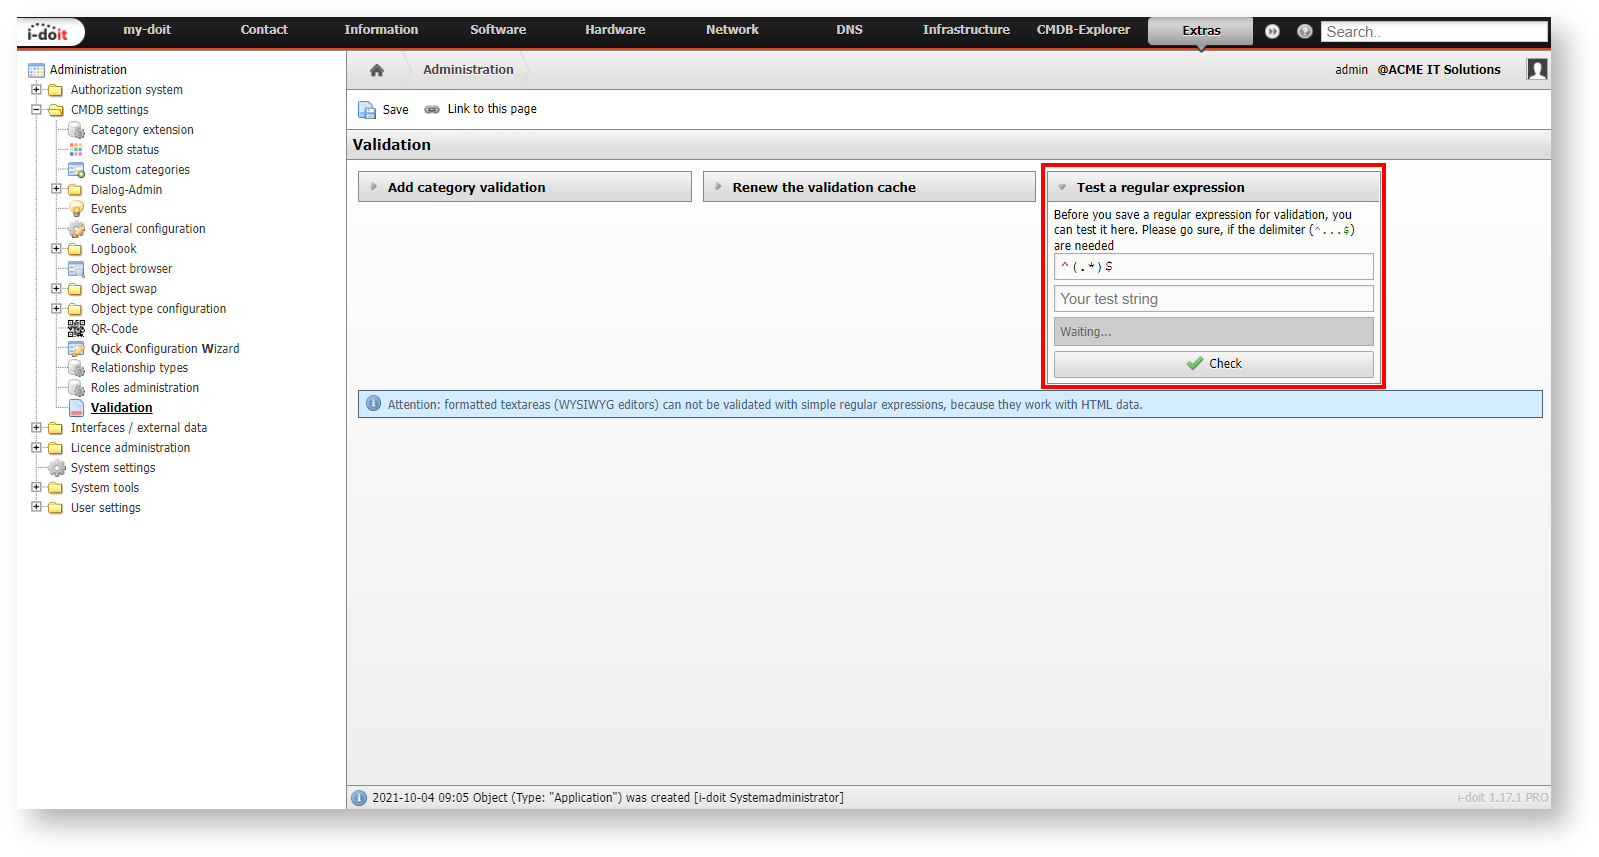 i-doit
my-doit
Contact
Information
Software
Hardware
Network
DNS
Infrastructure
CMDB-Explorer
Extras
Search..
Administration
Authorization system
CMDB settings
Category extension
CMDB status
Custom categories
Dialog-Admin
Events
General configuration
Logbook
Object browser
Object swap
Object type configuration
QR-Code
Quick Configuration Wizard
Relationship types
Roles administration
Validation
Interfaces / external data
Licence administration
System settings
System tools
User settings
Administration
admin @ACME IT Solutions
Save
Link to this page
Validation
Add category validation
Renew the validation cache
Test a regular expression
Before you save a regular expression for validation, you
can test it here. Please go sure, if the delimiter (^...$)
are needed
^(.*)$
Your test string
Waiting...
Check
Attention: formatted textareas (WYSIWYG editors) can not be validated with simple regular expressions, because they work with HTML data.
2021-10-04 09:05 Object (Type: "Application") was created [i-doit Systemadministrator]
i-doit 1.17.1 PRO